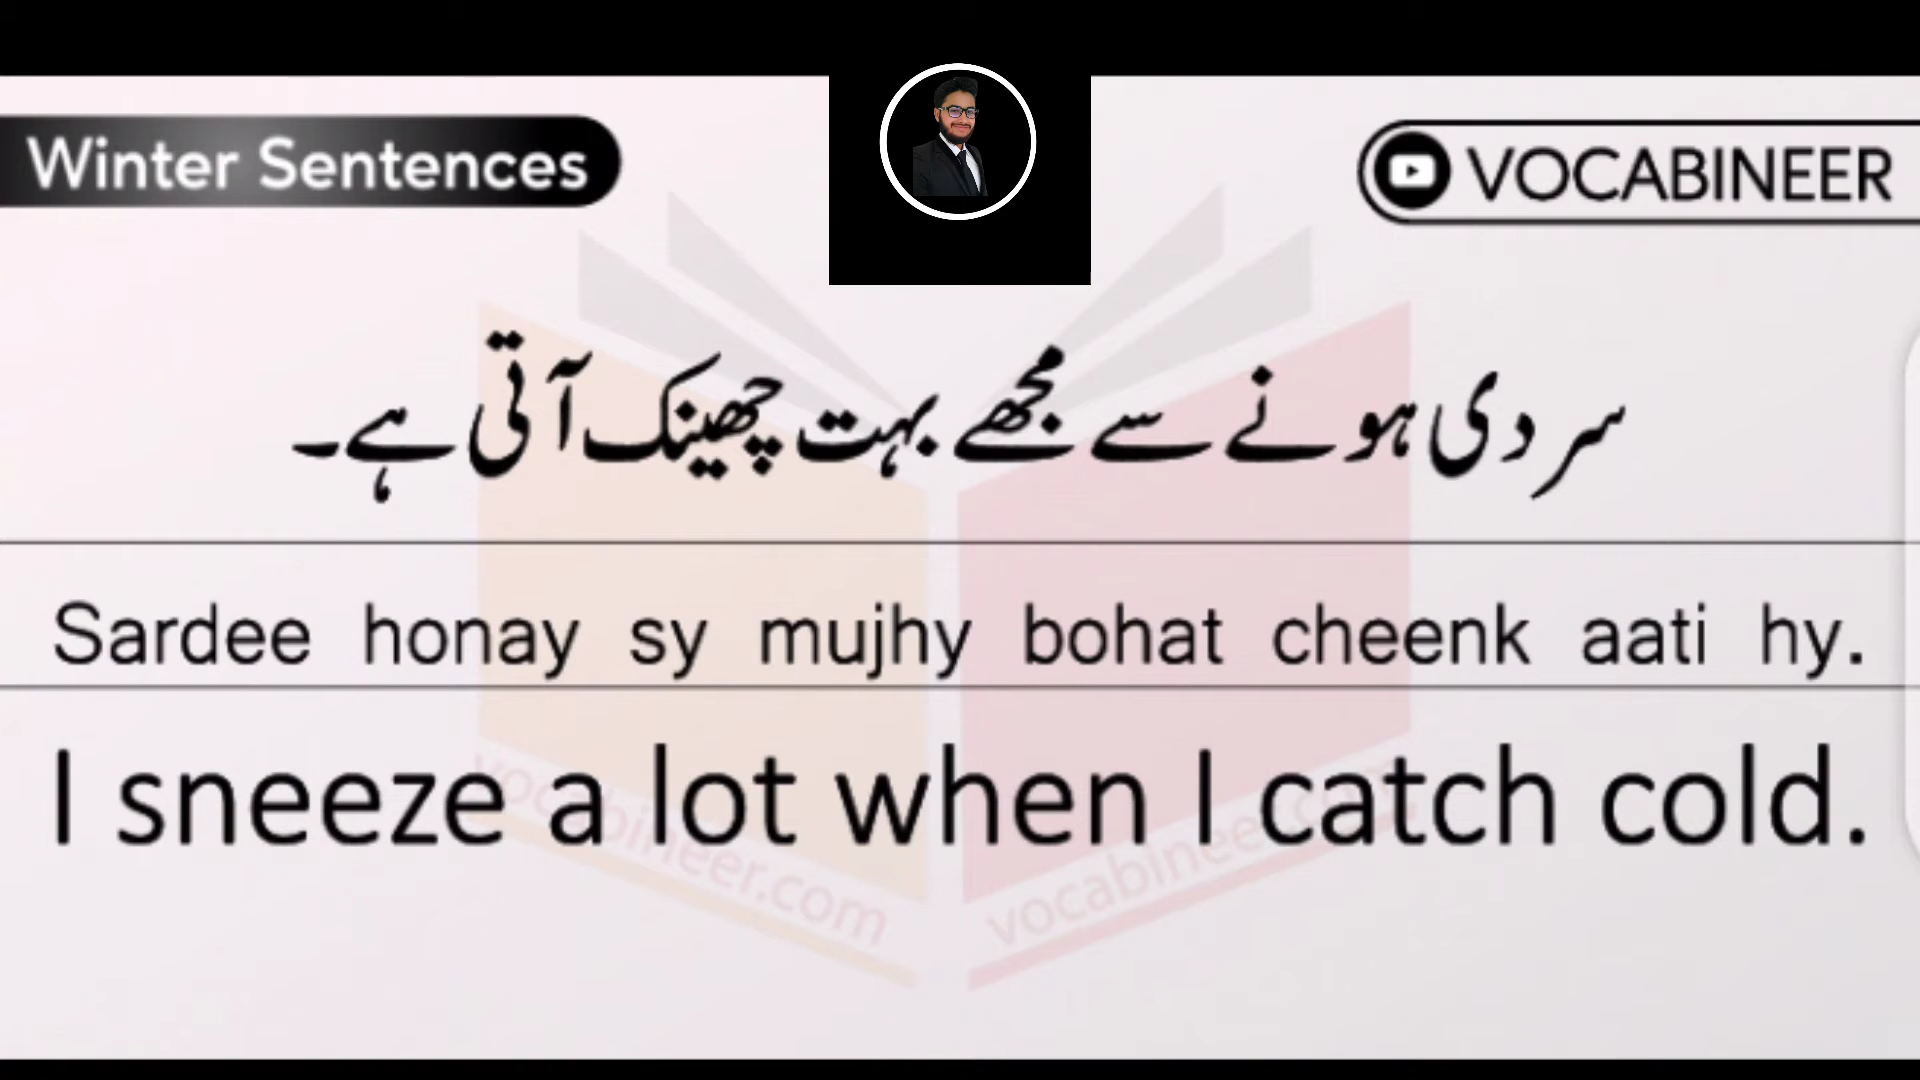 Winter Sentences
VOCABINEER
سردی ہونے سے مجھے بہت چھینک آتی ہے۔
Sardee honay sy mujhy bohat cheenk aati hy.
I sneeze a lot when I catch cold.
vocabineer.com
vocabineer.com